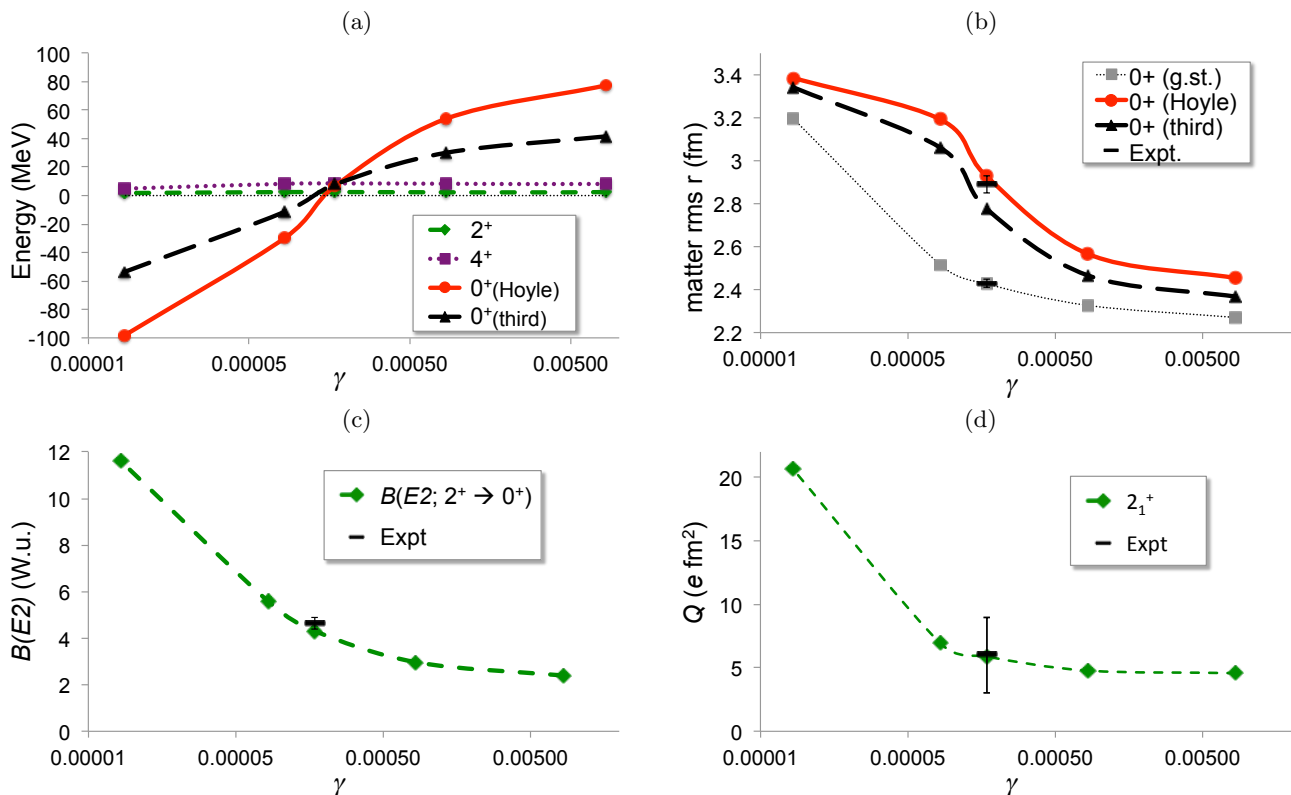 (a)
100
80
60
40
20
0
-20
-40
-60
-80
-100
Energy (MeV)
0.00001 0.00005 0.00050 0.00500
γ
2⁺
4⁺
0⁺(Hoyle)
0⁺(third)
(b)
3.4
3.2
3
2.8
2.6
2.4
2.2
matter rms r (fm)
0.00001 0.00005 0.00050 0.00500
γ
0+ (g.st.)
0+ (Hoyle)
0+ (third)
Expt.
(c)
12
10
8
6
4
2
0
B(E2) (W.u.)
0.00001 0.00005 0.00050 0.00500
γ
B(E2; 2⁺ → 0⁺)
Expt
(d)
20
15
10
5
0
Q (e fm²)
0.00001 0.00005 0.00050 0.00500
γ
2₁⁺
Expt